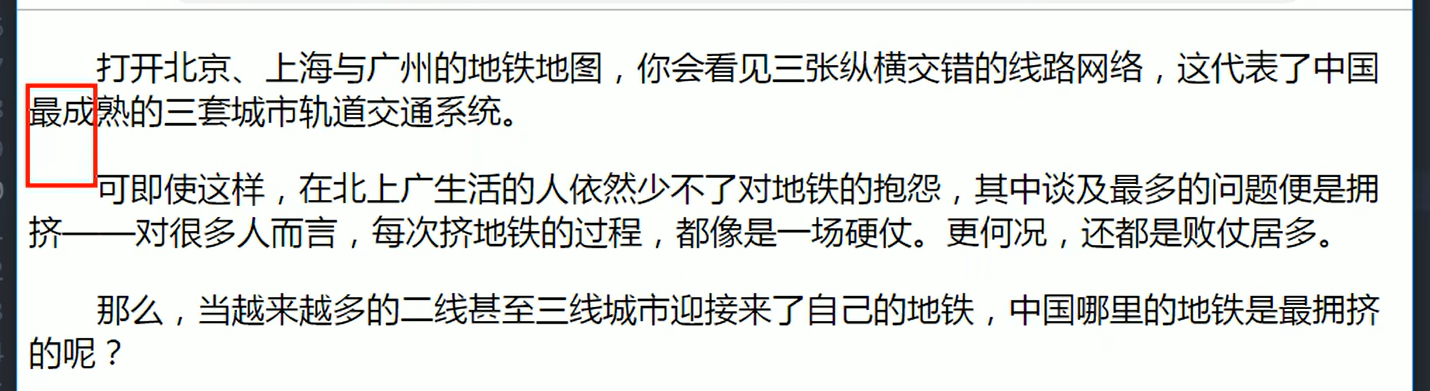 打开北京、上海与广州的地铁地图，你会看见三张纵横交错的线路网络，这代表了中国
最成熟的三套城市轨道交通系统。
可即使这样，在北上广生活的人依然少不了对地铁的抱怨，其中谈及最多的问题便是拥
挤——对很多人而言，每次挤地铁的过程，都像是一场硬仗。更何况，还都是败仗居多。
那么，当越来越多的二线甚至三线城市迎接来了自己的地铁，中国哪里的地铁是最拥挤
的呢？